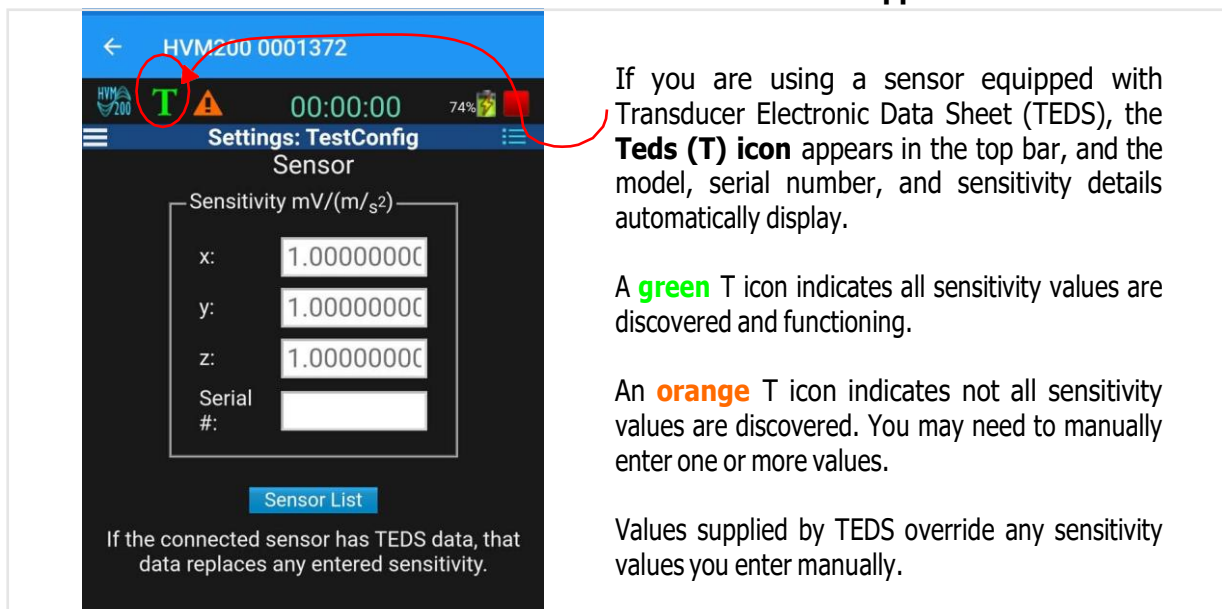 HVM200 0001372
HVM
200 T 00:00:00 74%
Settings: TestConfig
Sensor
Sensitivity mV/(m/s2)
x: 1.0000000
y: 1.0000000
z: 1.0000000
Serial
#:
Sensor List
If the connected sensor has TEDS data, that
data replaces any entered sensitivity.
If you are using a sensor equipped with
Transducer Electronic Data Sheet (TEDS), the
Teds (T) icon appears in the top bar, and the
model, serial number, and sensitivity details
automatically display.
A green T icon indicates all sensitivity values are
discovered and functioning.
An orange T icon indicates not all sensitivity
values are discovered. You may need to manually
enter one or more values.
Values supplied by TEDS override any sensitivity
values you enter manually.